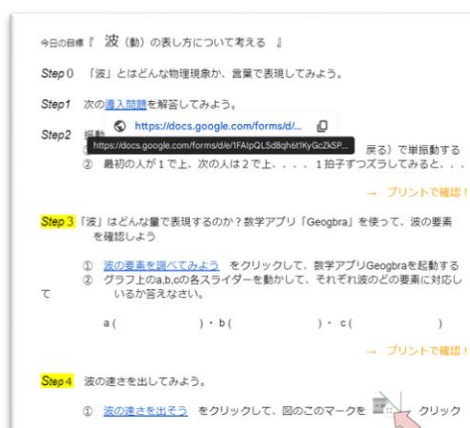 今日の目標『 波（動）の表し方について考える 』
Step0 「波」とはどんな物理現象か、言葉で表現してみよう。
Step1 次の導入問題を解答してみよう。
https://docs.google.com/forms/d/...
Step2 振動
https://docs.google.com/forms/d/e/1FAIpQLSd8qh6t1KyGcZkSP...
① 戻る）で単振動する
② 最初の人が１で上、次の人は２で上、、、、１拍子ずつズラしてみると、、、
→ プリントで確認！
Step３「波」はどんな量で表現するのか？数学アプリ「Geogbra」を使って、波の要素
を確認しよう
① 波の要素を調べてみよう をクリックして、数学アプリGeogbraを起動する
② グラフ上のa,b,cの各スライダーを動かして、それぞれ波のどの要素に対応し
て いるか答えなさい。
a ( )・b ( )・c ( )
→ プリントで確認！
Step４ 波の速さを出してみよう。
① 波の速さを出そう をクリックして、図のこのマークを クリック